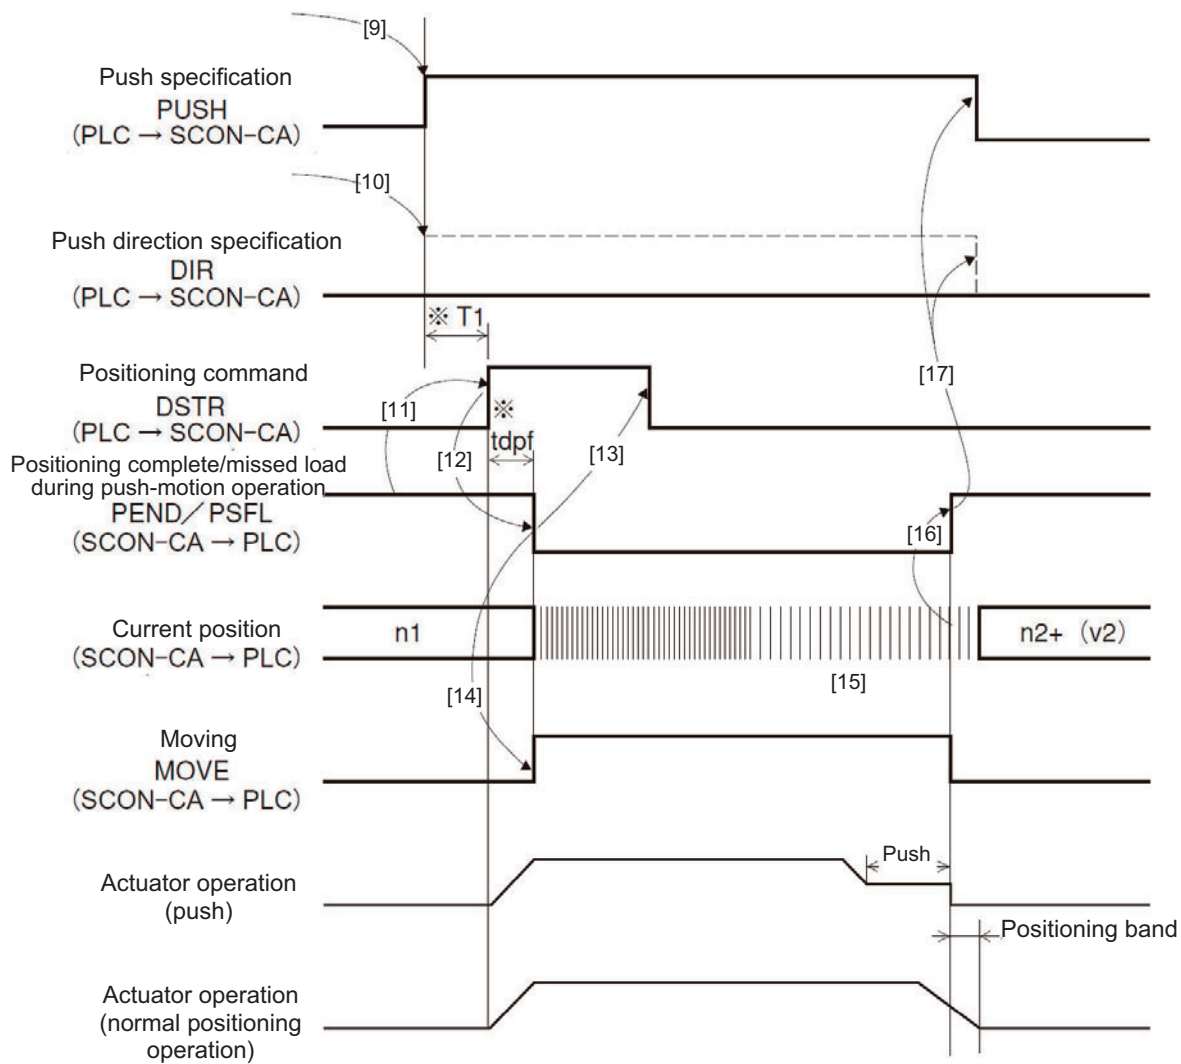 [9]
Push specification
PUSH
(PLC → SCON-CA)
[10]
Push direction specification
DIR
(PLC → SCON-CA)
※ T1
Positioning command
DSTR
(PLC → SCON-CA)
[11]
※
tdpf
[12]
[13]
[17]
Positioning complete/missed load
during push-motion operation
PEND/PSFL
(SCON-CA → PLC)
[16]
Current position
(SCON-CA → PLC)
n1
n2+ (v2)
[15]
[14]
Moving
MOVE
(SCON-CA → PLC)
Push
Actuator operation
(push)
Positioning band
Actuator operation
(normal positioning
operation)